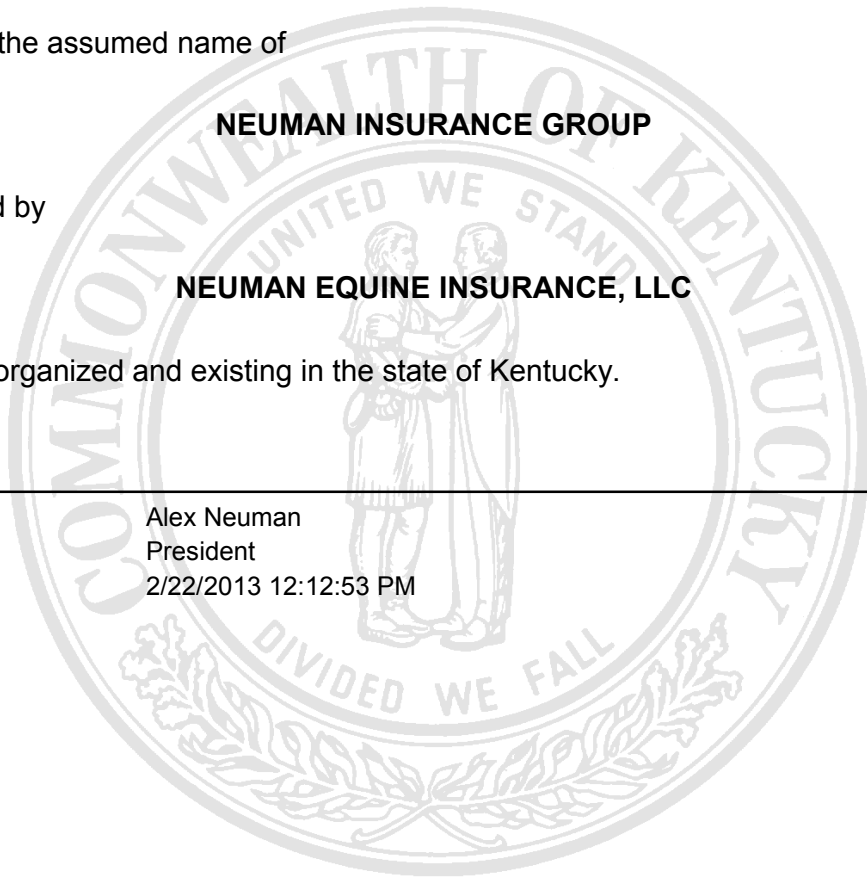 the assumed name of
NEUMAN INSURANCE GROUP
d by
NEUMAN EQUINE INSURANCE, LLC
organized and existing in the state of Kentucky.
Alex Neuman
President
2/22/2013 12:12:53 PM
COMMONWEALTH OF KENTUCKY
UNITED WE STAND
DIVIDED WE FALL